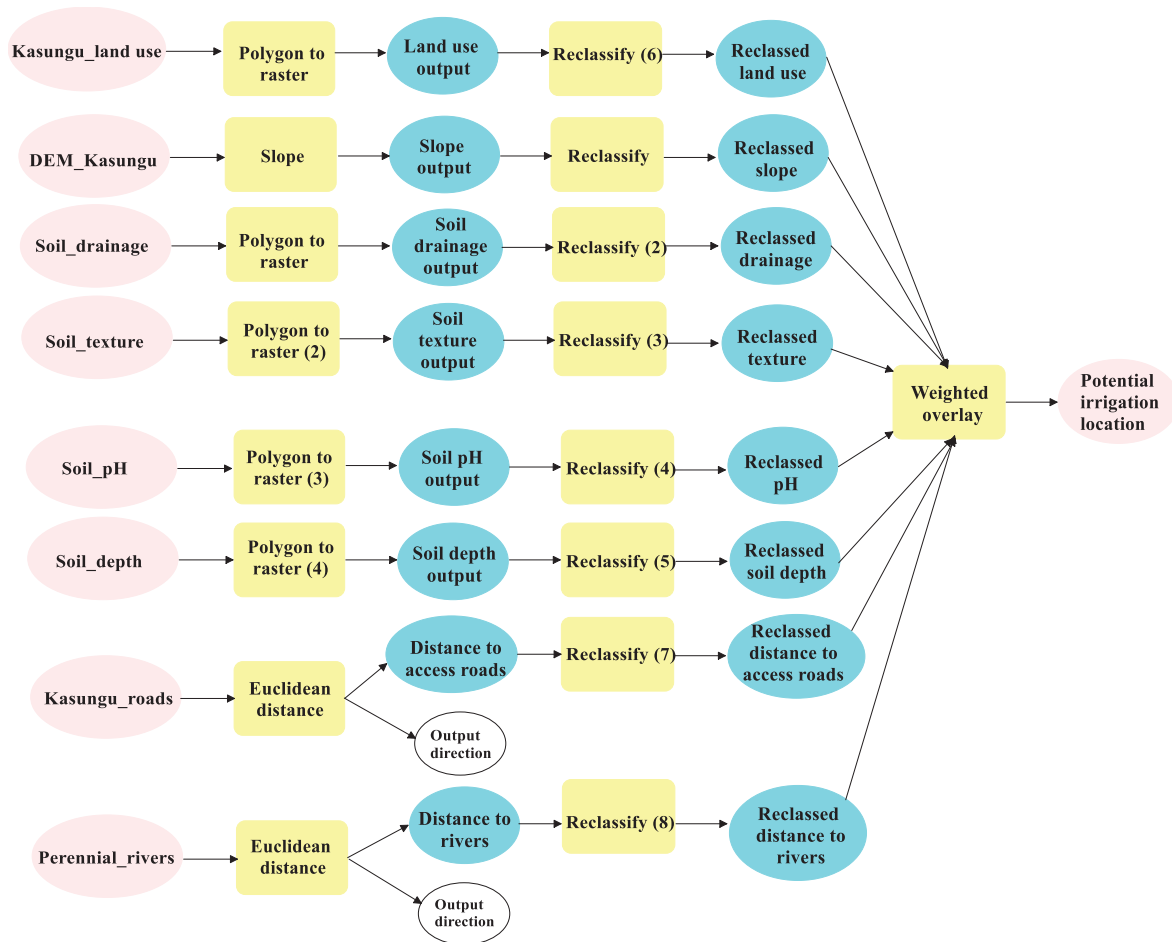 Kasungu_land use
Polygon to
raster
Land use
output
Reclassify (6)
Reclassed
land use
DEM_Kasungu
Slope
Slope
output
Reclassify
Reclassed
slope
Soil_drainage
Polygon to
raster
Soil
drainage
output
Reclassify (2)
Reclassed
drainage
Soil_texture
Polygon to
raster (2)
Soil
texture
output
Reclassify (3)
Reclassed
texture
Weighted
overlay
Potential
irrigation
location
Soil_pH
Polygon to
raster (3)
Soil pH
output
Reclassify (4)
Reclassed
pH
Soil_depth
Polygon to
raster (4)
Soil depth
output
Reclassify (5)
Reclassed
soil depth
Kasungu_roads
Euclidean
distance
Distance to
access roads
Reclassify (7)
Reclassed
distance to
access roads
Output
direction
Perennial_rivers
Euclidean
distance
Distance to
rivers
Reclassify (8)
Reclassed
distance to
rivers
Output
direction